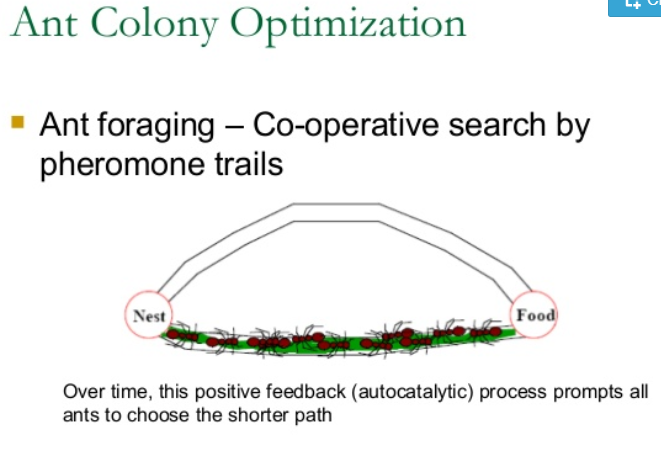 Ant Colony Optimization
▪ Ant foraging – Co-operative search by
pheromone trails
Nest
Food
Over time, this positive feedback (autocatalytic) process prompts all
ants to choose the shorter path